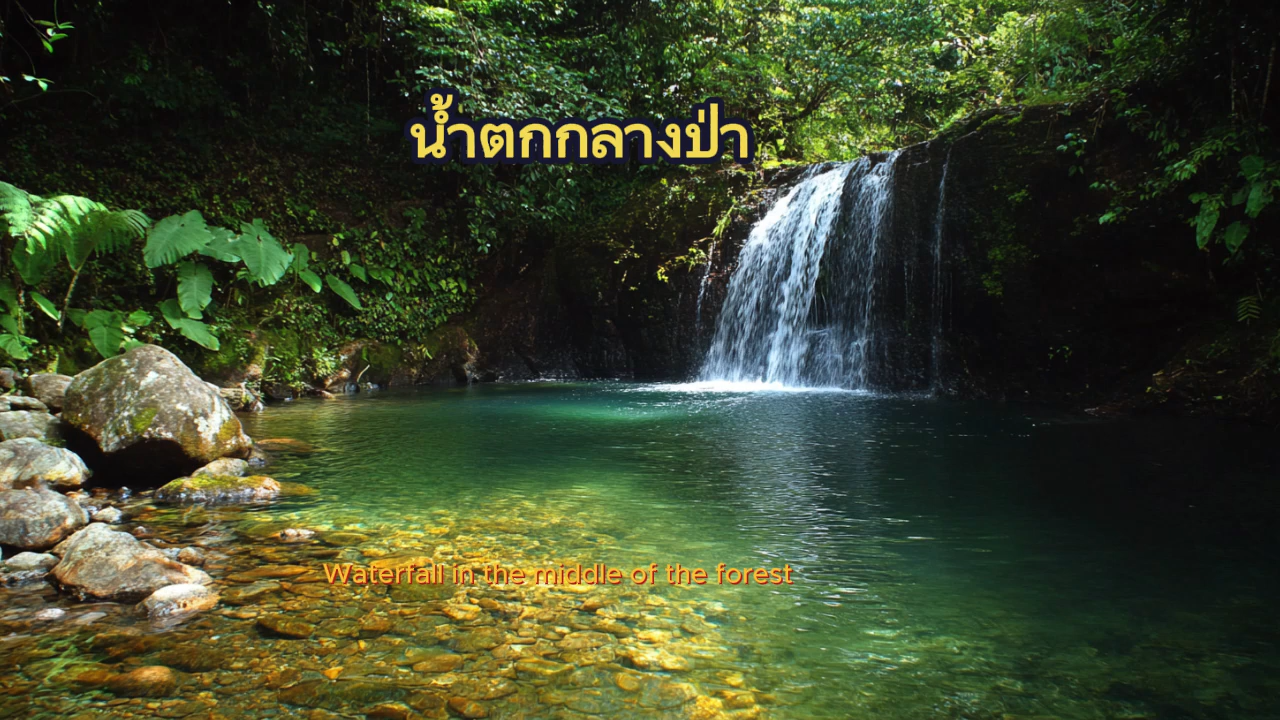 น้ำตกกลางป่า
Waterfall in the middle of the forest